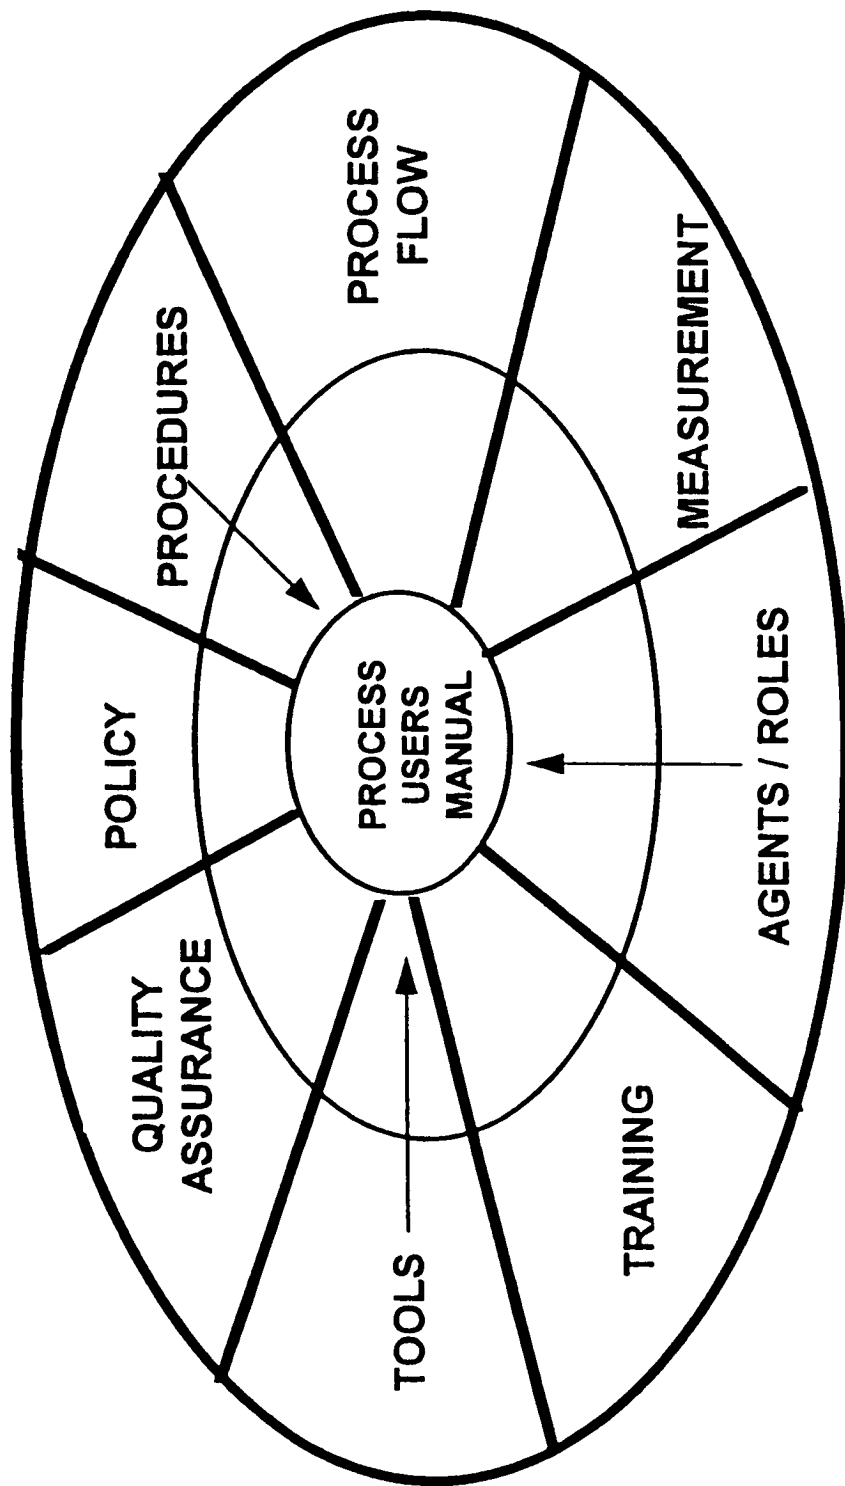 POLICY
QUALITY
ASSURANCE
PROCEDURES
TOOLS
PROCESS
USERS
MANUAL
PROCESS
FLOW
TRAINING
MEASUREMENT
AGENTS / ROLES